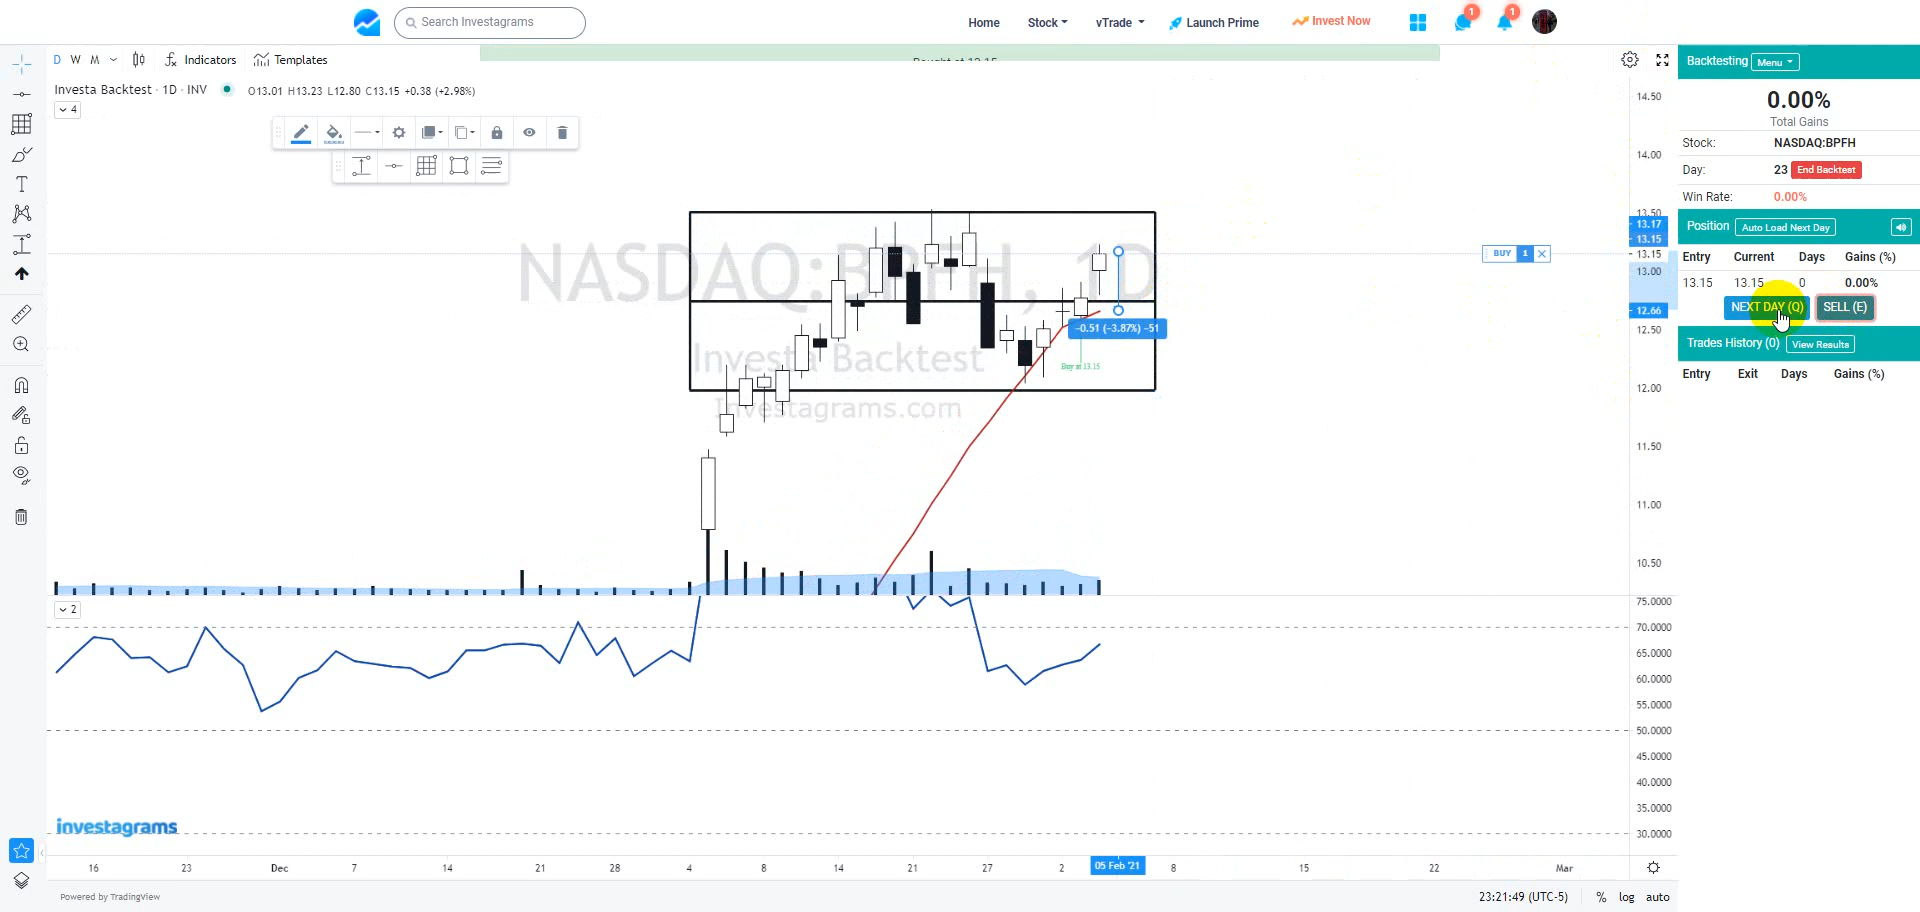 Search Investagrams
Home
Stock
vTrade
Launch Prime
Invest Now
1
1
D W M
Indicators
Templates
Bought at 13.15
Investa Backtest · 1D · INV
O13.01 H13.23 L12.80 C13.15 +0.38 (+2.98%)
4
NASDAQ:BPFH, 1D
Investa Backtest
Investagrams.com
−0.51 (−3.87%) −51
Buy at 13.15
BUY 1
14.50
14.00
13.50
13.17
13.15
13.15
13.00
12.66
12.50
12.00
11.50
11.00
10.50
2
75.0000
70.0000
65.0000
60.0000
55.0000
50.0000
45.0000
40.0000
35.0000
30.0000
investagrams
16 23 Dec 7 14 21 28 4 8 14 21 27 2 05 Feb '21 8 15 22 Mar
Powered by TradingView
23:21:49 (UTC-5) % log auto
Backtesting Menu
0.00%
Total Gains
Stock: NASDAQ:BPFH
Day: 23 End Backtest
Win Rate: 0.00%
Position Auto Load Next Day
Entry Current Days Gains (%)
13.15 13.15 0 0.00%
NEXT DAY (Q) SELL (E)
Trades History (0) View Results
Entry Exit Days Gains (%)